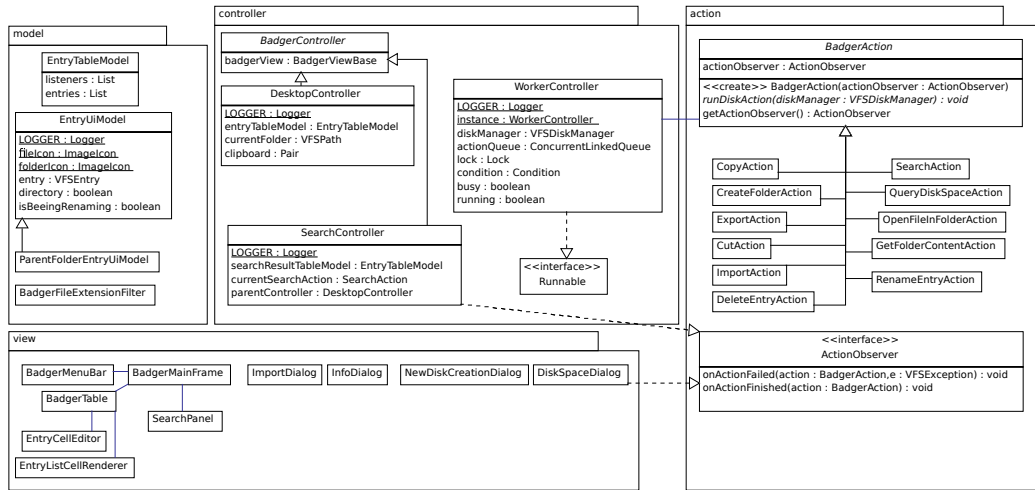 model
EntryTableModel
listeners : List
entries : List
EntryUiModel
LOGGER : Logger
fileIcon : ImageIcon
folderIcon : ImageIcon
entry : VFSEntry
directory : boolean
isBeeingRenaming : boolean
ParentFolderEntryUiModel
BadgerFileExtensionFilter
controller
BadgerController
badgerView : BadgerViewBase
DesktopController
LOGGER : Logger
entryTableModel : EntryTableModel
currentFolder : VFSPath
clipboard : Pair
SearchController
LOGGER : Logger
searchResultTableModel : EntryTableModel
currentSearchAction : SearchAction
parentController : DesktopController
WorkerController
LOGGER : Logger
instance : WorkerController
diskManager : VFSDiskManager
actionQueue : ConcurrentLinkedQueue
lock : Lock
condition : Condition
busy : boolean
running : boolean
<<interface>>
Runnable
action
BadgerAction
actionObserver : ActionObserver
<<create>> BadgerAction(actionObserver : ActionObserver)
runDiskAction(diskManager : VFSDiskManager) : void
getActionObserver() : ActionObserver
CopyAction
SearchAction
CreateFolderAction
QueryDiskSpaceAction
ExportAction
OpenFileInFolderAction
CutAction
GetFolderContentAction
ImportAction
RenameEntryAction
DeleteEntryAction
<<interface>>
ActionObserver
onActionFailed(action : BadgerAction,e : VFSException) : void
onActionFinished(action : BadgerAction) : void
view
BadgerMenuBar
BadgerMainFrame
ImportDialog
InfoDialog
NewDiskCreationDialog
DiskSpaceDialog
BadgerTable
SearchPanel
EntryCellEditor
EntryListCellRenderer